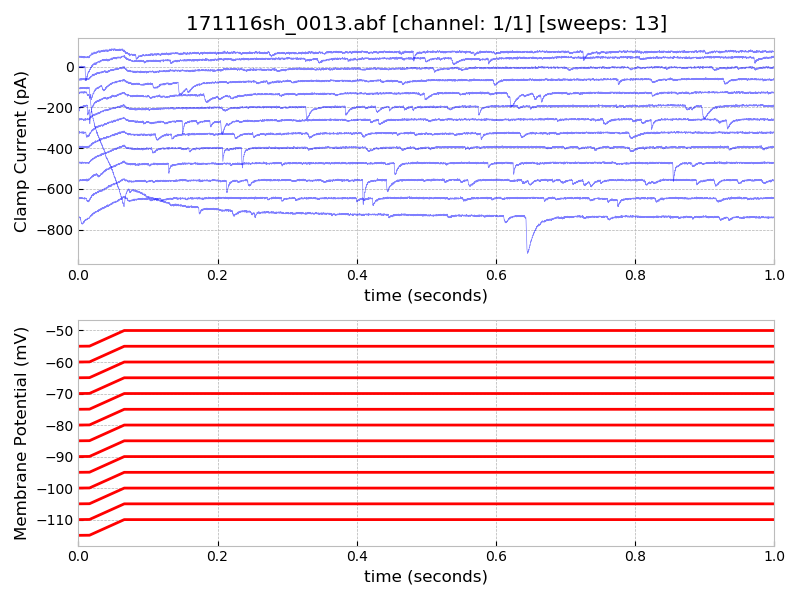 171116sh_0013.abf [channel: 1/1] [sweeps: 13]
Clamp Current (pA)
0
−200
−400
−600
−800
0.0 0.2 0.4 0.6 0.8 1.0
time (seconds)
Membrane Potential (mV)
−50
−60
−70
−80
−90
−100
−110
0.0 0.2 0.4 0.6 0.8 1.0
time (seconds)